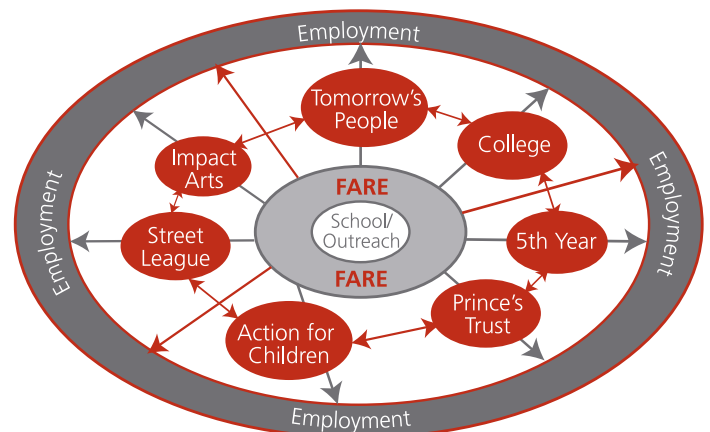 Employment
Tomorrow's
People
College
Impact
Arts
FARE
School/
Outreach
FARE
Employment
Employment
Street
League
5th Year
Prince's
Trust
Action for
Children
Employment